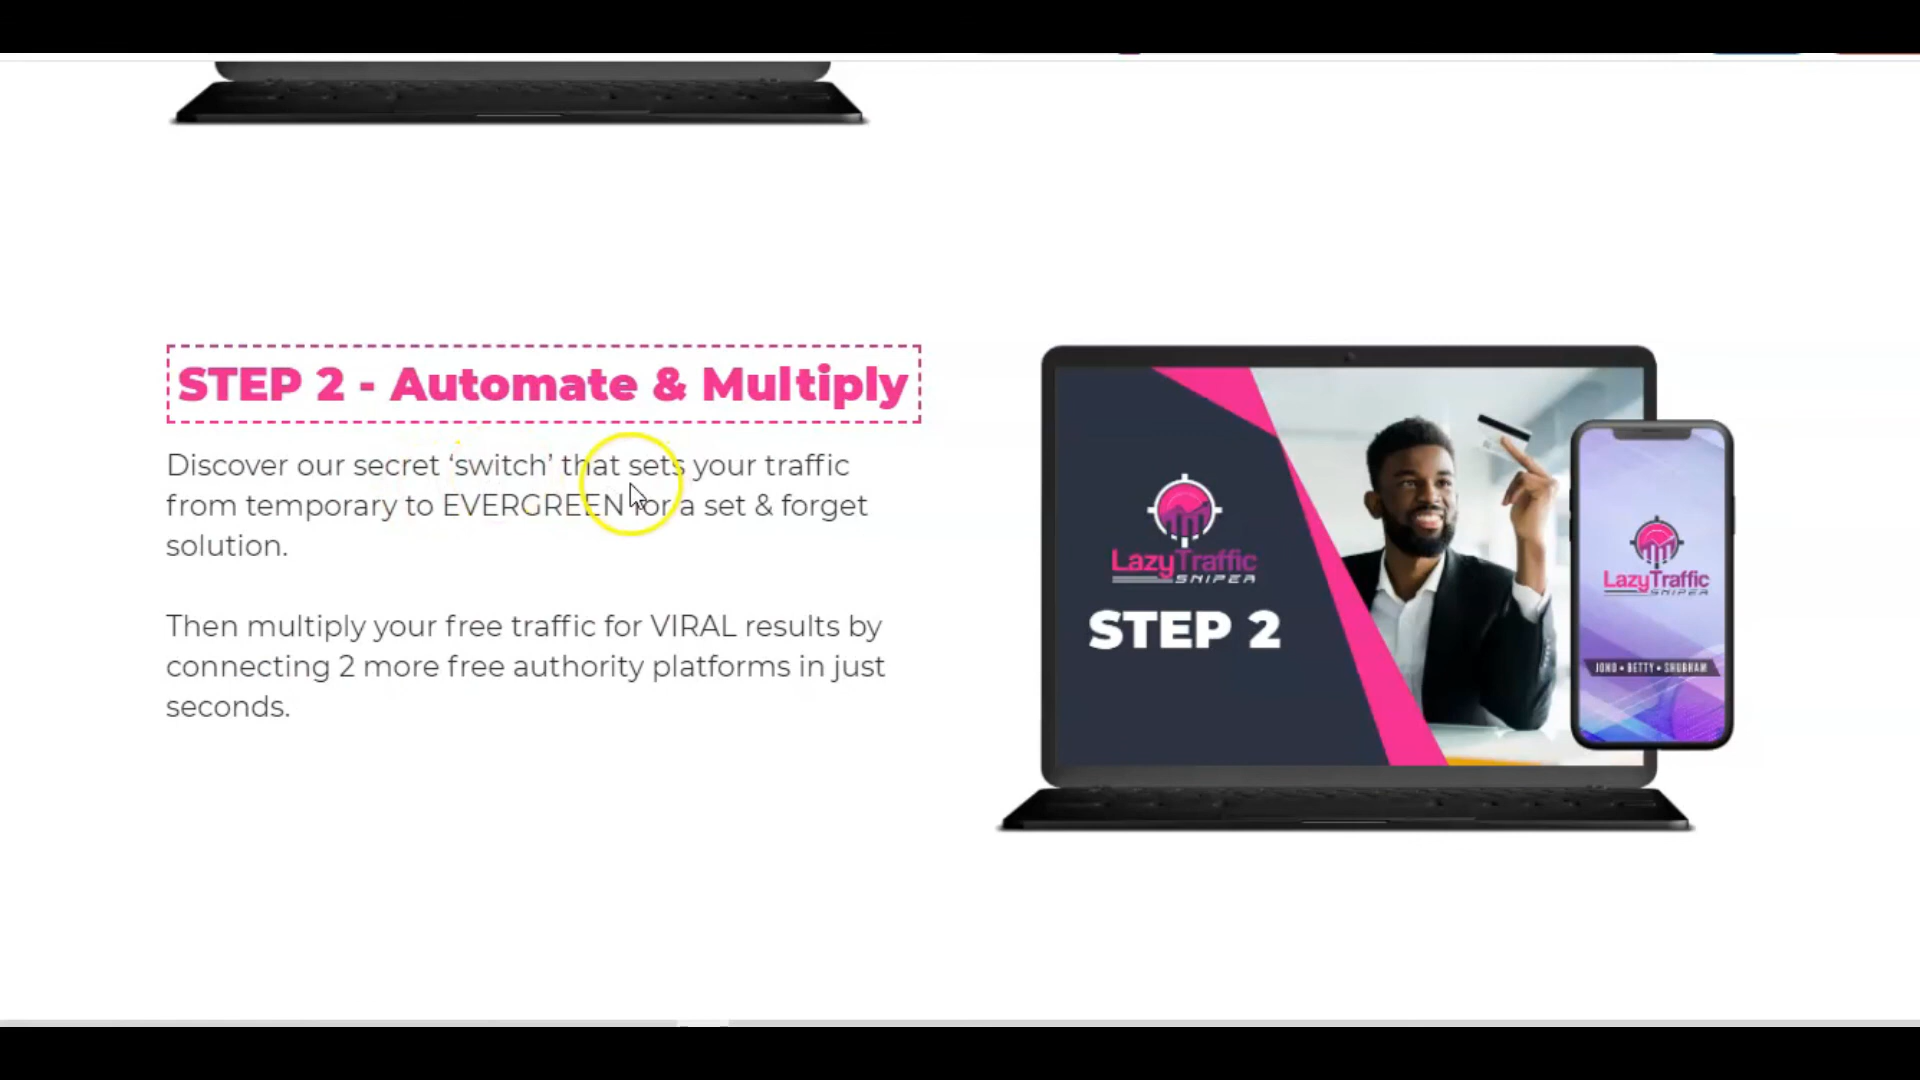 STEP 2 - Automate & Multiply
Discover our secret ‘switch’ that sets your traffic
from temporary to EVERGREEN for a set & forget
solution.
Then multiply your free traffic for VIRAL results by
connecting 2 more free authority platforms in just
seconds.
LazyTraffic
SNIPER
STEP 2
LazyTraffic
SNIPER
JONO • BETTY • SHUBHAM